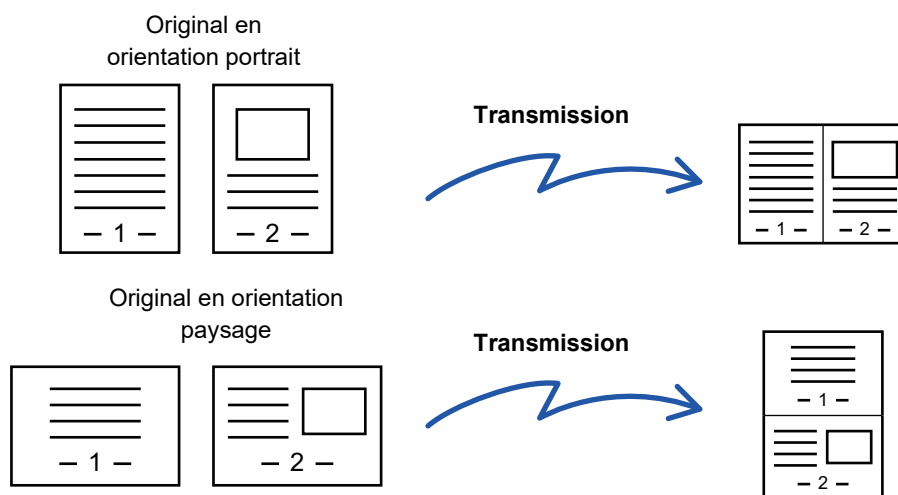 Original en
orientation portrait
Transmission
– 1 –
– 2 –
– 1 –
– 2 –
Original en orientation
paysage
Transmission
– 1 –
– 2 –
– 1 –
– 2 –